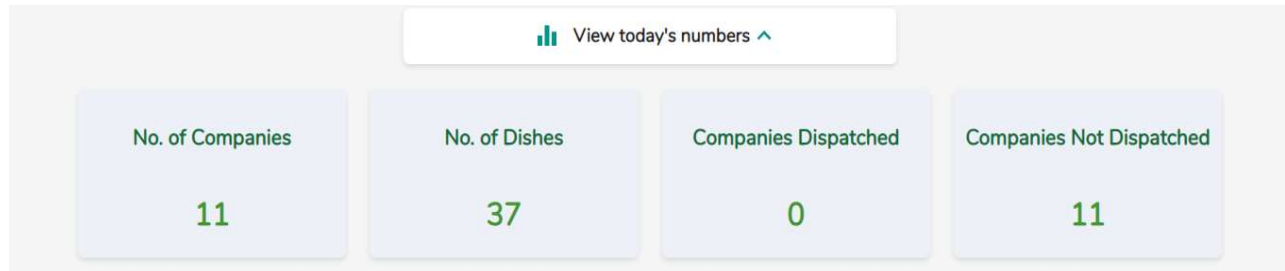 View today's numbers
No. of Companies
11
No. of Dishes
37
Companies Dispatched
0
Companies Not Dispatched
11